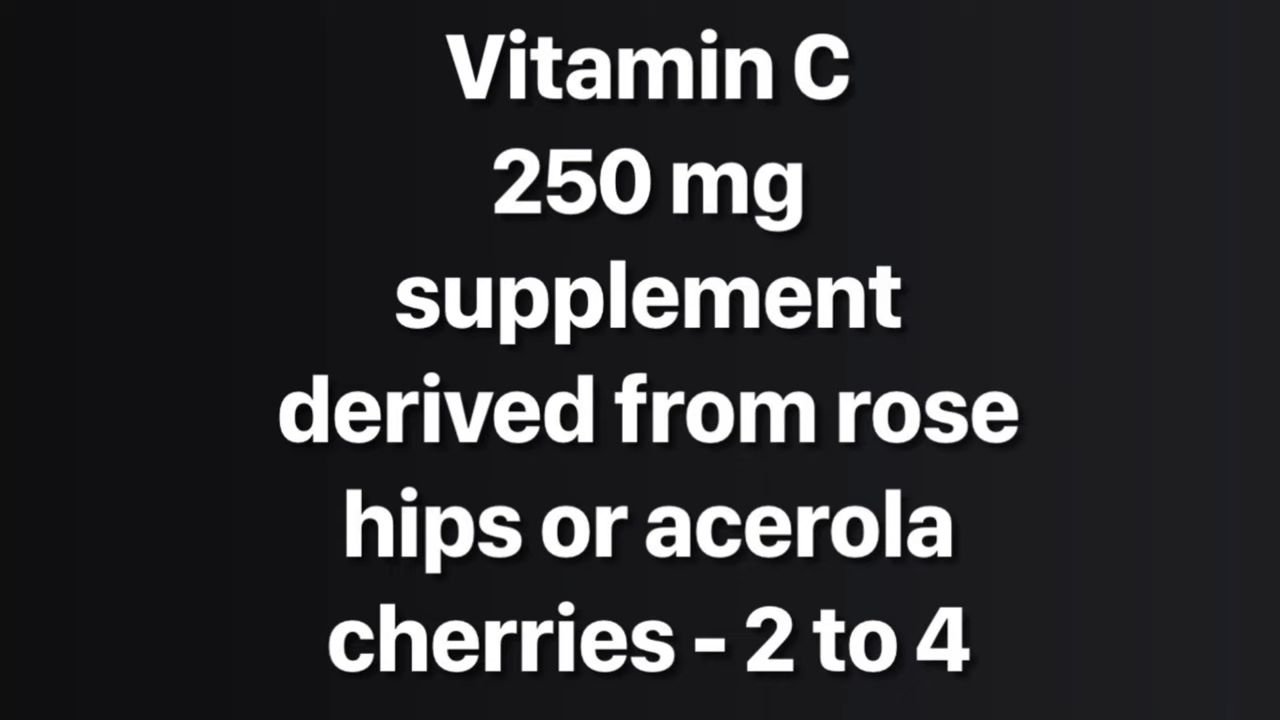 Vitamin C
250 mg
supplement
derived from rose
hips or acerola
cherries - 2 to 4